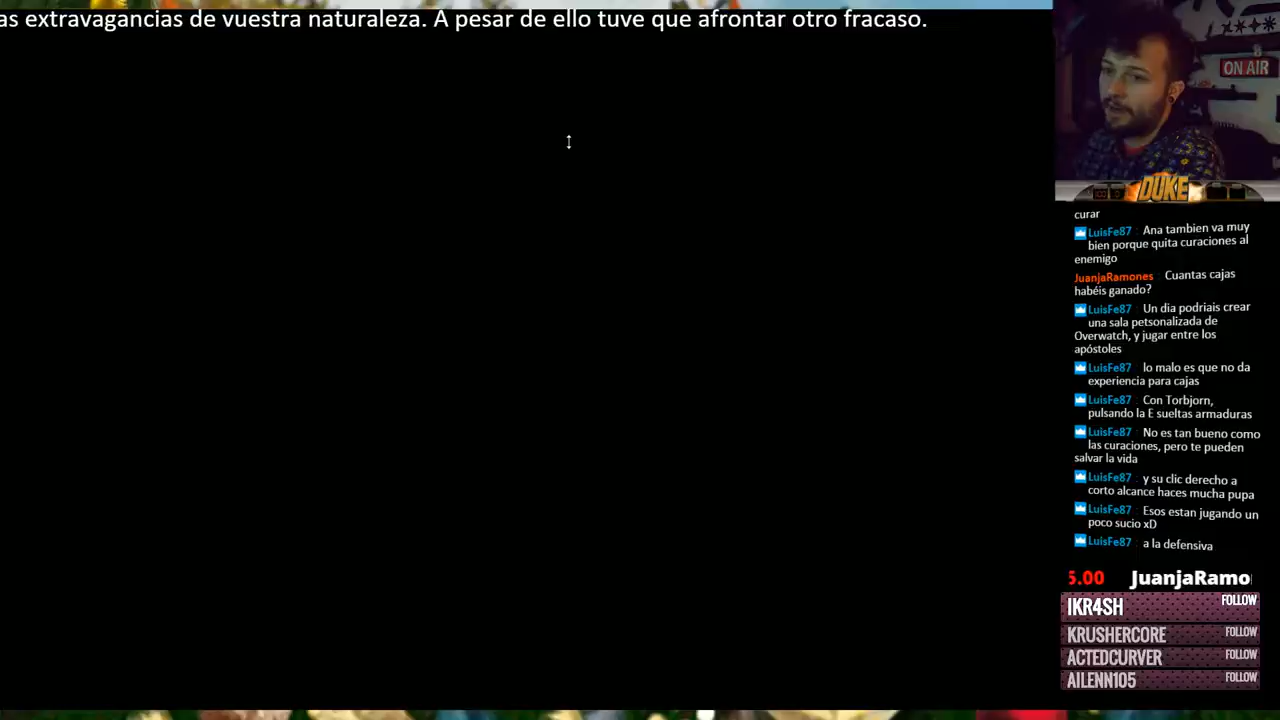 as extravagancias de vuestra naturaleza. A pesar de ello tuve que afrontar otro fracaso.
ON AIR
DUKE
curar
LuisFe87 : Ana tambien va muy
bien porque quita curaciones al
enemigo
JuanjaRamones Cuantas cajas
habéis ganado?
LuisFe87 : Un dia podriais crear
una sala petsonalizada de
Overwatch, y jugar entre los
apóstoles
LuisFe87 : lo malo es que no da
experiencia para cajas
LuisFe87 : Con Torbjorn,
pulsando la E sueltas armaduras
LuisFe87 : No es tan bueno como
las curaciones, pero te pueden
salvar la vida
LuisFe87 : y su clic derecho a
corto alcance haces mucha pupa
LuisFe87 : Esos estan jugando un
poco sucio xD
LuisFe87 : a la defensiva
5.00 JuanjaRamo
IKR4SH FOLLOW
KRUSHERCORE FOLLOW
ACTEDCURVER FOLLOW
AILENN105 FOLLOW